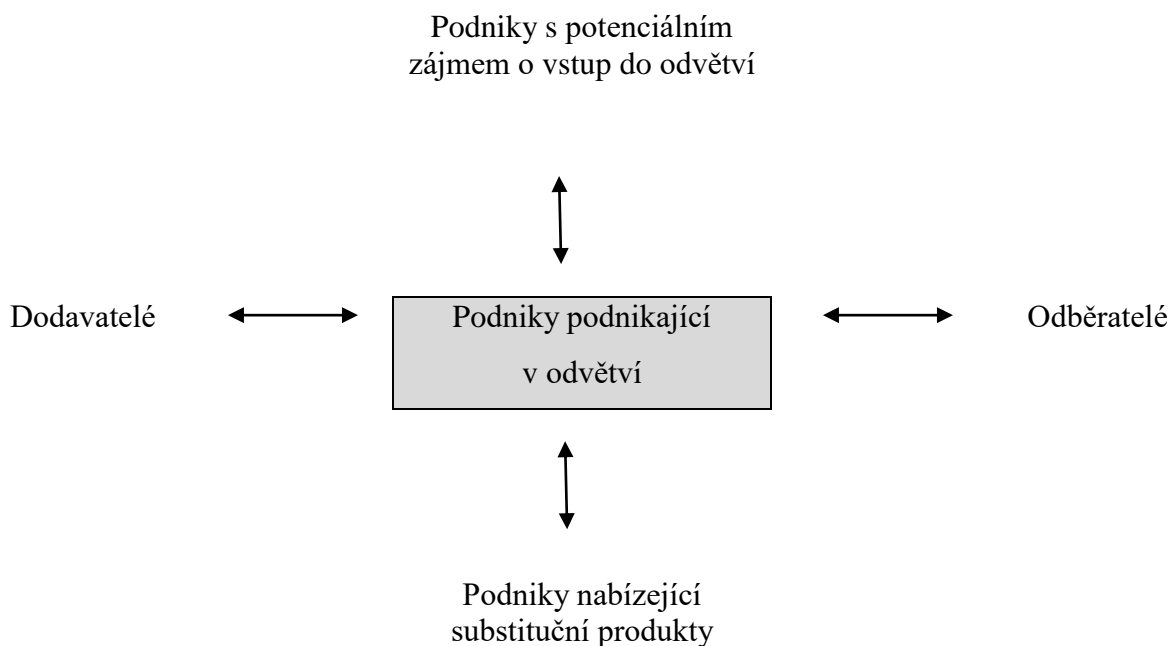 Podniky s potenciálním
zájmem o vstup do odvětví
Dodavatelé
Podniky podnikající
v odvětví
Odběratelé
Podniky nabízející
substituční produkty